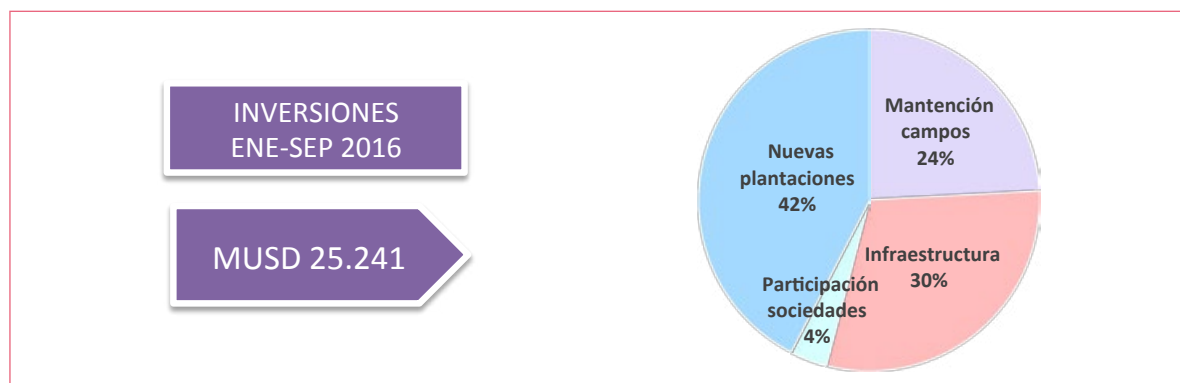 INVERSIONES
ENE-SEP 2016
MUSD 25.241
Mantención
campos
24%
Nuevas
plantaciones
42%
Infraestructura
30%
Participación
sociedades
4%